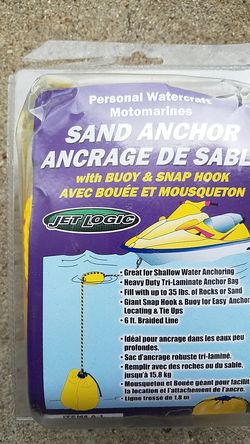 Personal Watercraft
Motomarines
SAND ANCHOR
ANCRAGE DE SABL
with BUOY & SNAP HOOK
AVEC BOUÉE ET MOUSQUETON
JET LOGIC
• Great for Shallow Water Anchoring
• Heavy Duty Tri-Laminate Anchor Bag
• Fill with up to 35 lbs. of Rocks or Sand
• Giant Snap Hook & Buoy for Easy Anchor
Locating & Tie Ups
• 6 ft. Braided Line
• Idéal pour ancrage dans les eaux peu
profondes.
• Sac d'ancrage robuste tri-laminé.
• Remplir avec des roches ou du sable,
jusqu'à 15.8 kg
• Mousqueton et Bouée géant pour facilit
la location et l'attachement de l'ancre.
• Ligne tressé de 1,8 m
ITEM# A-1